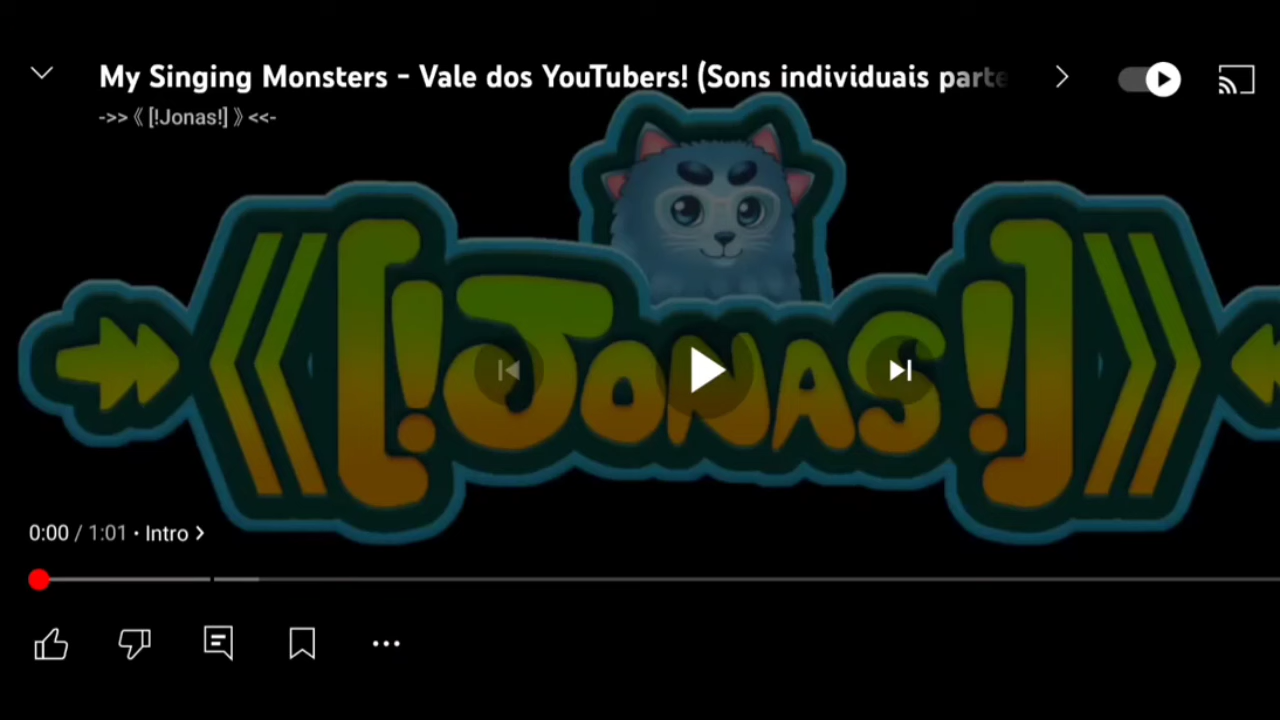 My Singing Monsters - Vale dos YouTubers! (Sons individuais parte
->>《 [!Jonas!] 》<<-
《[!JONAS!]》
0:00 / 1:01 • Intro >